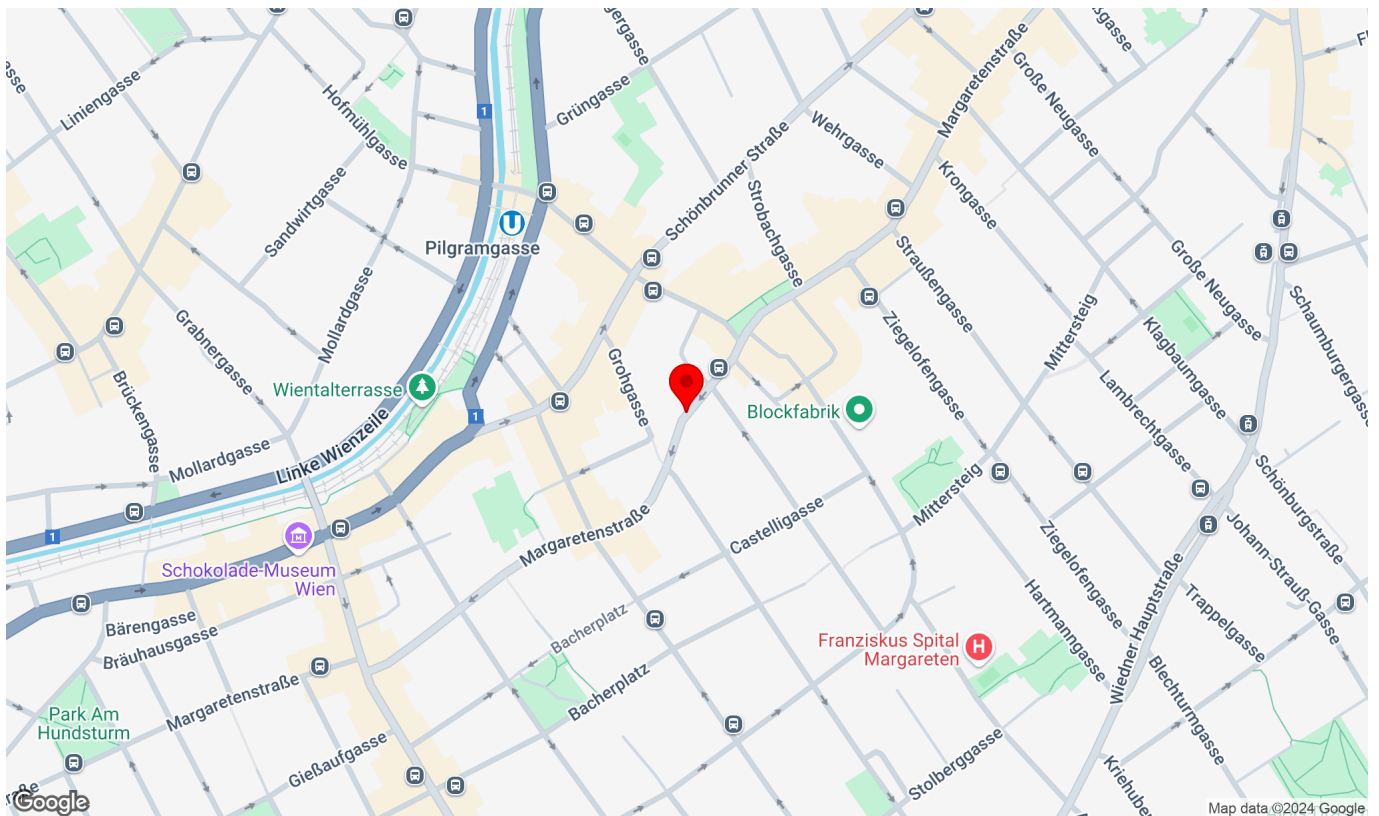 Liniengasse
Hofmühlgasse
Grüngasse
Schönbrunner Straße
Wehrgasse
Margaretenstraße
Große Neugasse
1
Sandwirtgasse
Pilgramgasse
Strobachgasse
Krongasse
Straußengasse
Große Neugasse
Mollardgasse
Grabnergasse
Mittersteig
Klagbaumgasse
Schaumburgergasse
Ziegelofengasse
Brückengasse
Wientalterrasse
Grohgasse
Blockfabrik
Lambrechtgasse
1
Mollardgasse
Linke Wienzeile
Mittersteig
Schönburgstraße
1
Margaretenstraße
Castelligasse
Ziegelofengasse
Johann-Strauß-Gasse
Schokolade-Museum
Wien
Bärengasse
Bräuhausgasse
Bacherplatz
Franziskus Spital
Margareten
H
Hartmanngasse
Wiedner Hauptstraße
Trappelgasse
Margaretenstraße
Bacherplatz
Blechturmgasse
Park Am
Hundsturm
Gießaufgasse
Stolberggasse
Google
Map data ©2024 Google